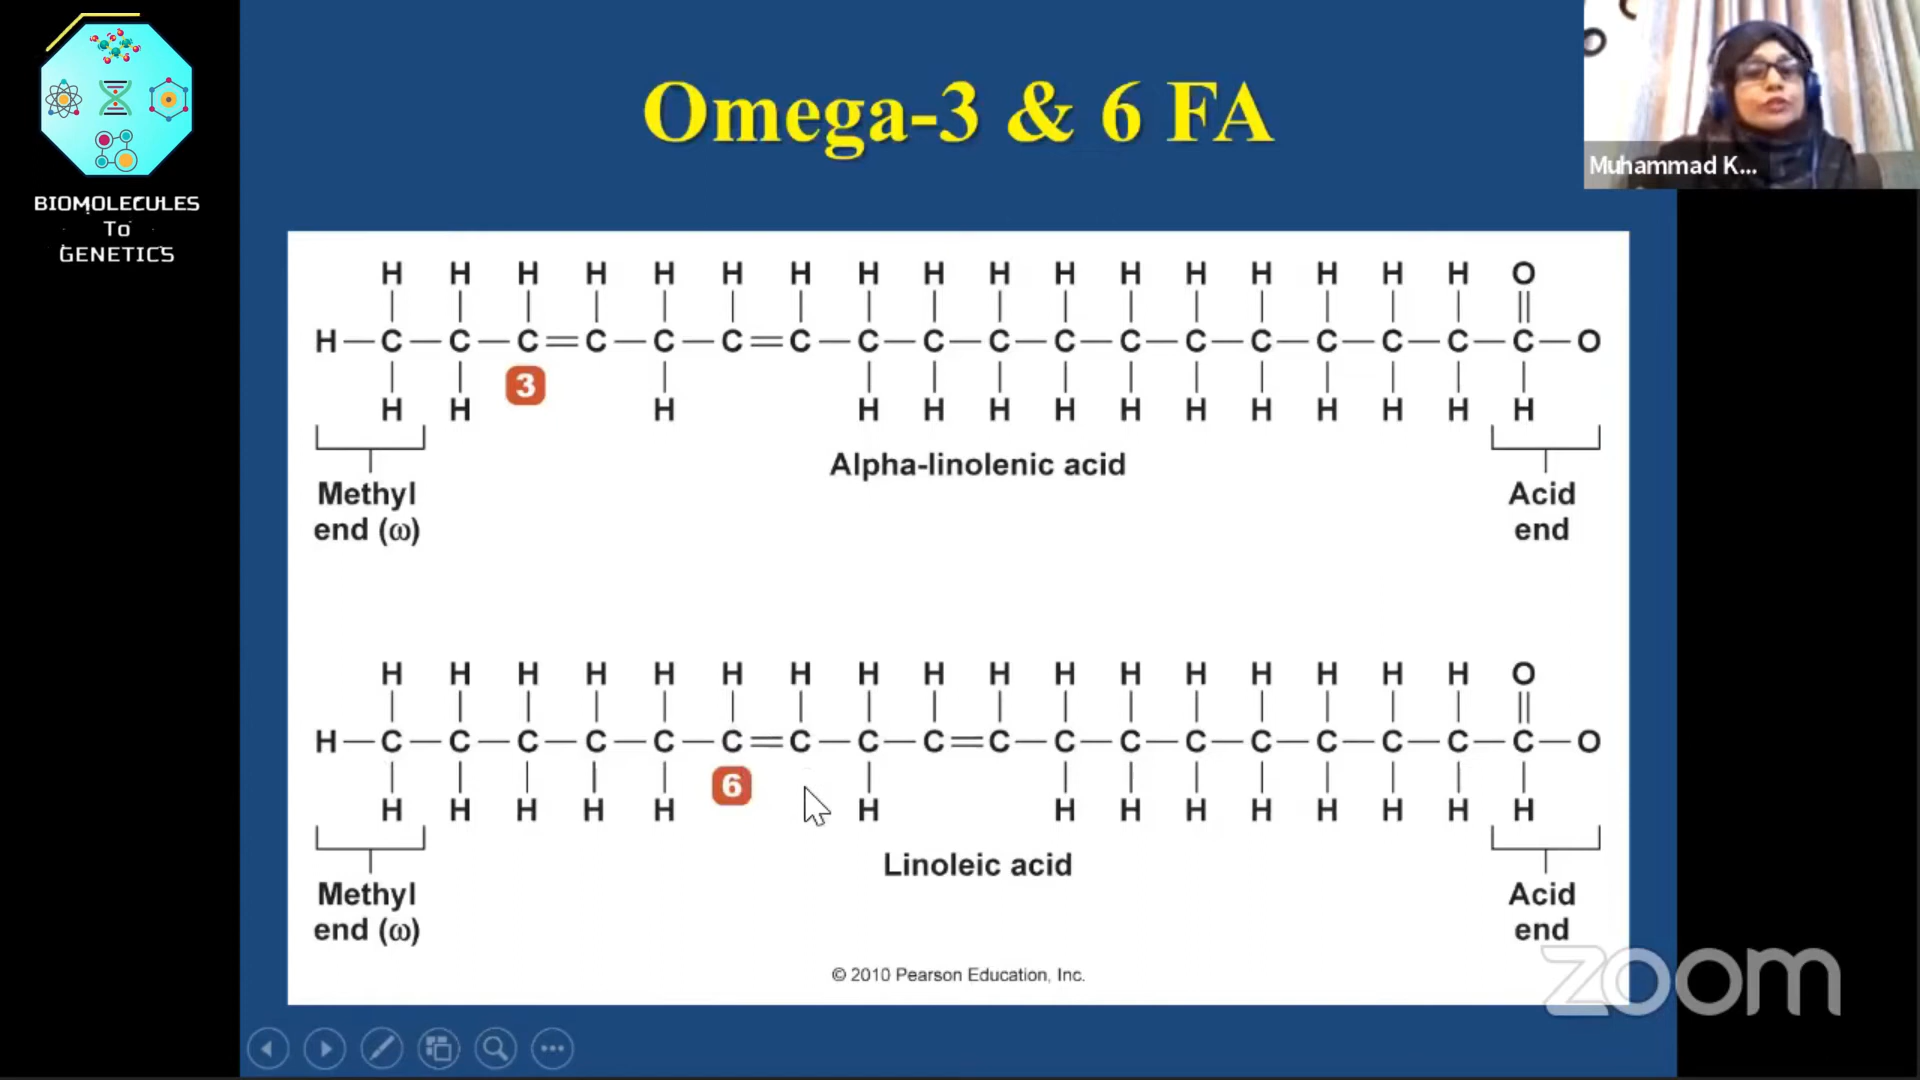 BIOMOLECULES
To
GENETICS
Omega-3 & 6 FA
Muhammad K...
H H H H H H H H H H H H H H H H H O
H—C—C—C=C—C—C=C—C—C—C—C—C—C—C—C—C—C—C—O
3
H H H H H H H H H H H H H
Methyl
end (ω)
Alpha-linolenic acid
Acid
end
H H H H H H H H H H H H H H H H H O
H—C—C—C—C—C—C=C—C—C=C—C—C—C—C—C—C—C—C—O
6
H H H H H H H H H H H H H H
Methyl
end (ω)
Linoleic acid
Acid
end
© 2010 Pearson Education, Inc.
zoom